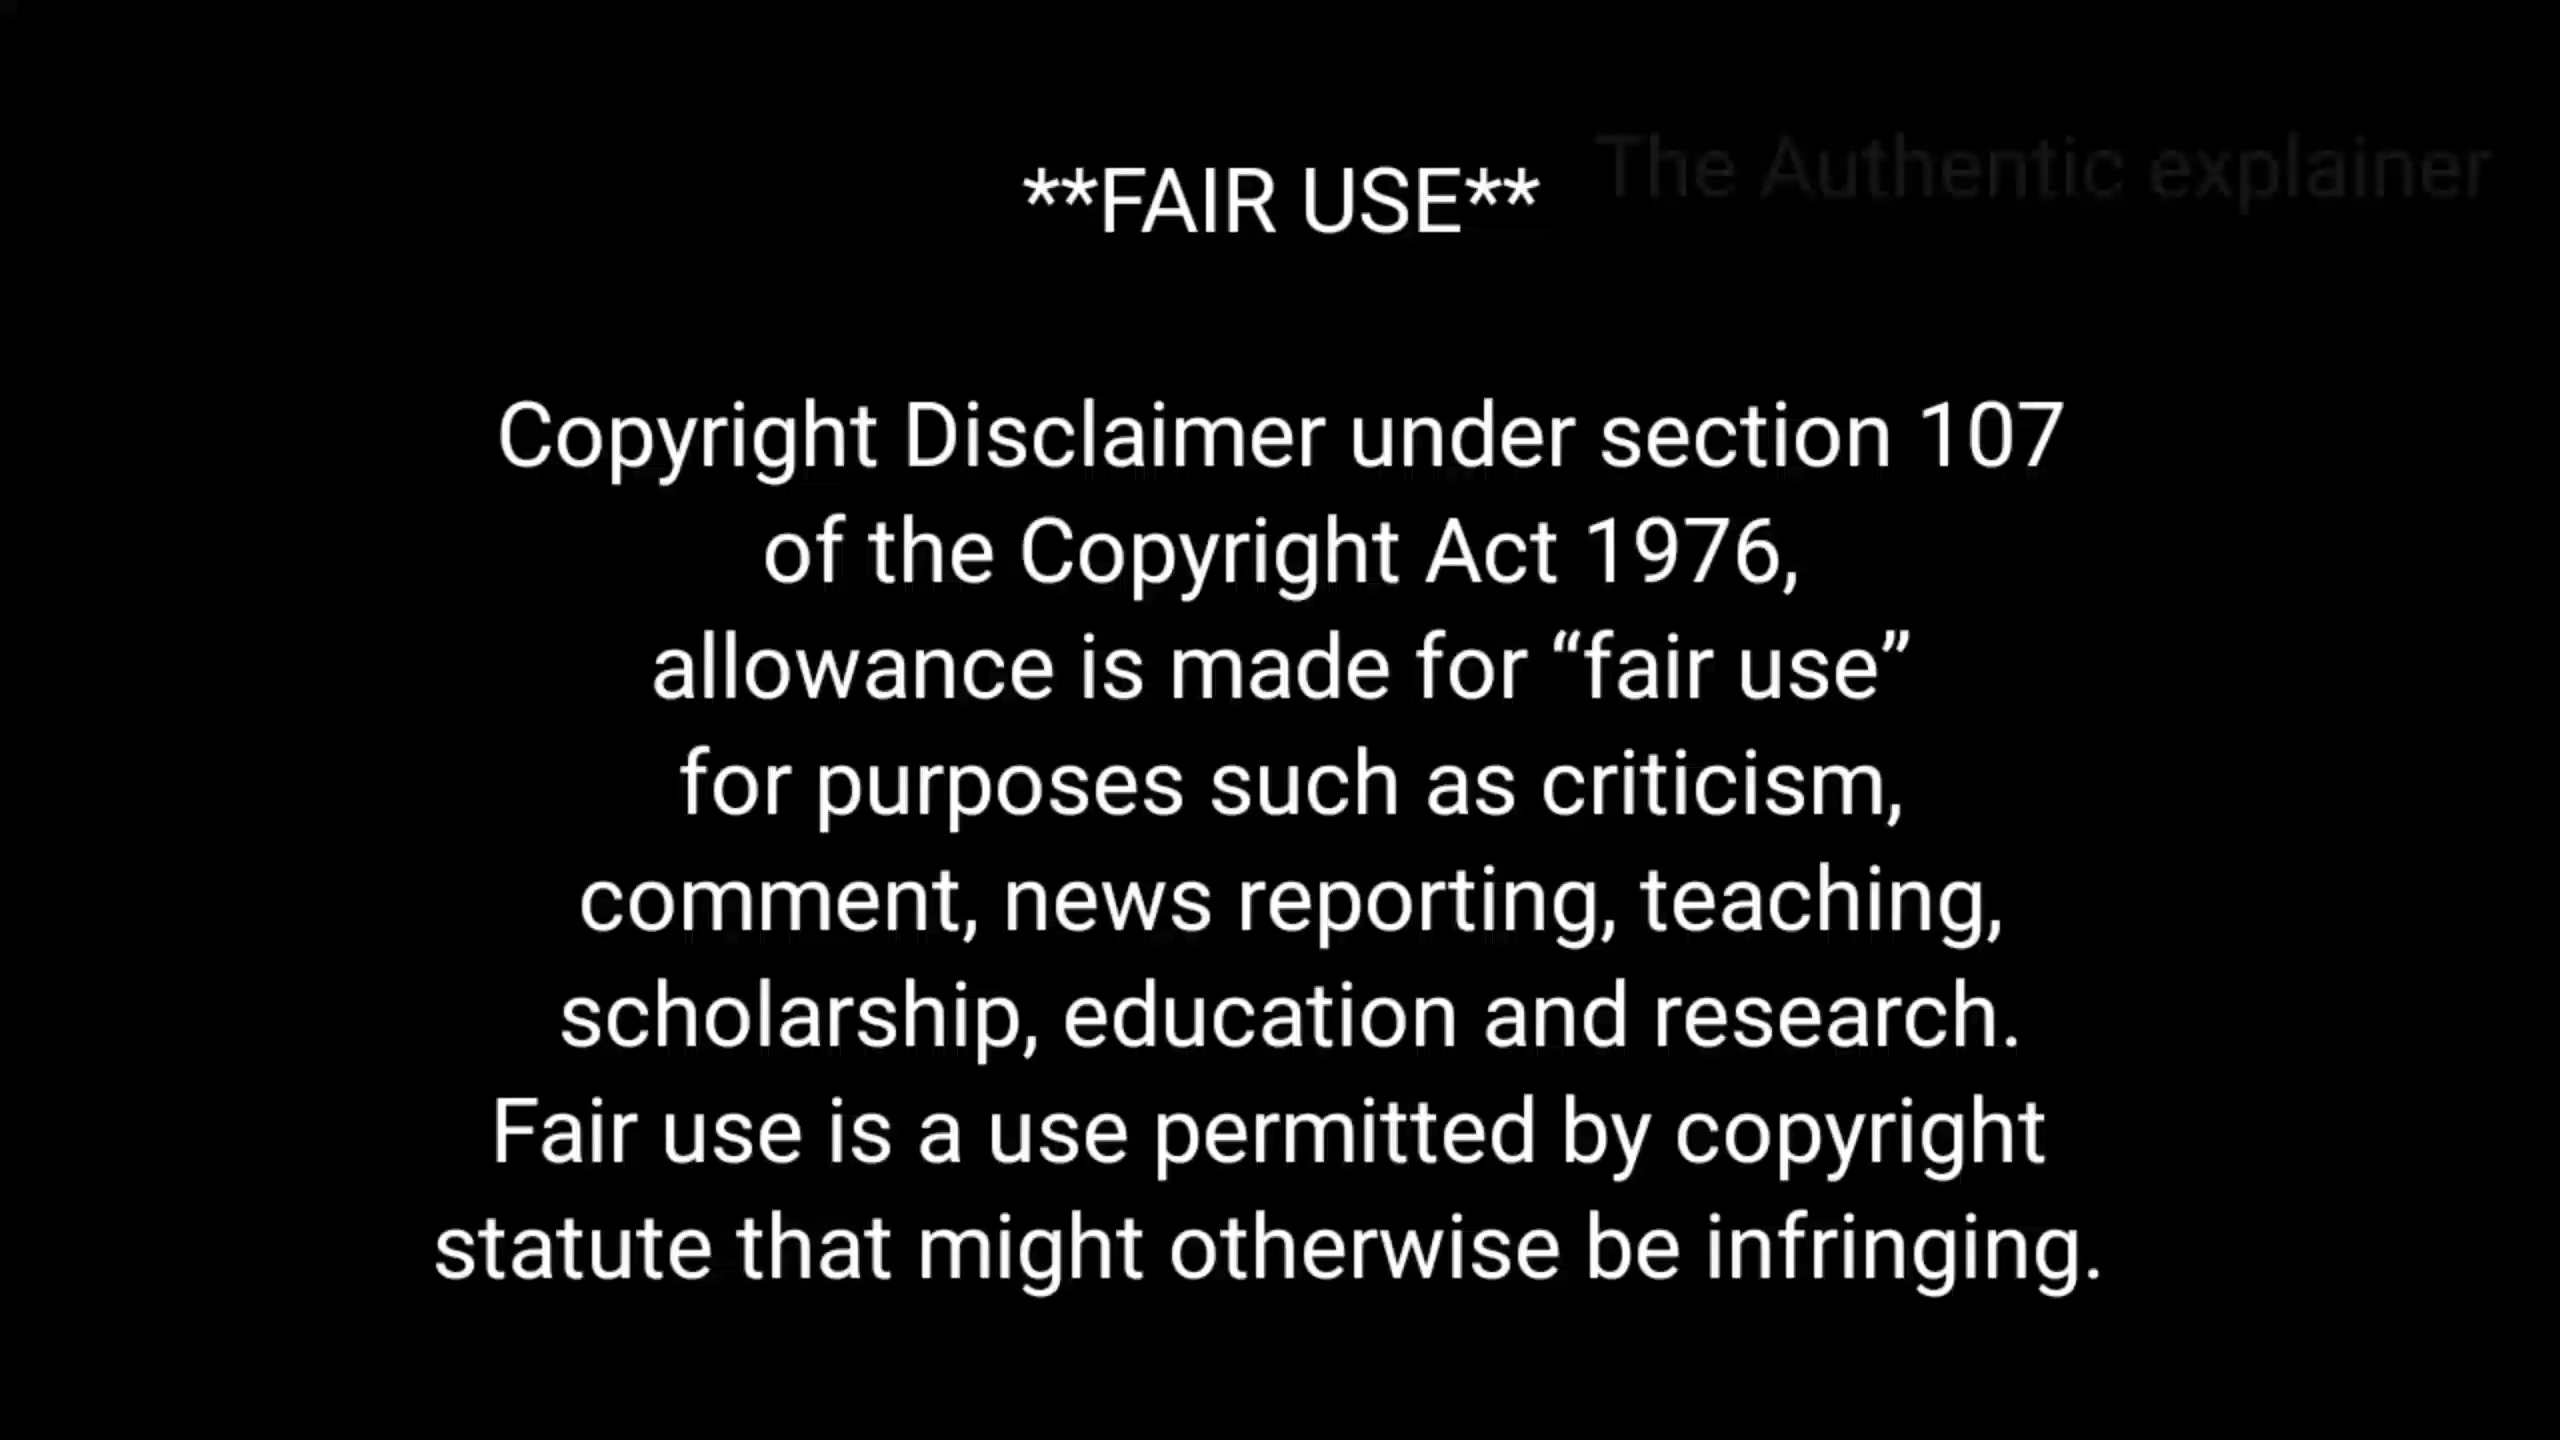 The Authentic explainer
**FAIR USE**
Copyright Disclaimer under section 107
of the Copyright Act 1976,
allowance is made for “fair use”
for purposes such as criticism,
comment, news reporting, teaching,
scholarship, education and research.
Fair use is a use permitted by copyright
statute that might otherwise be infringing.